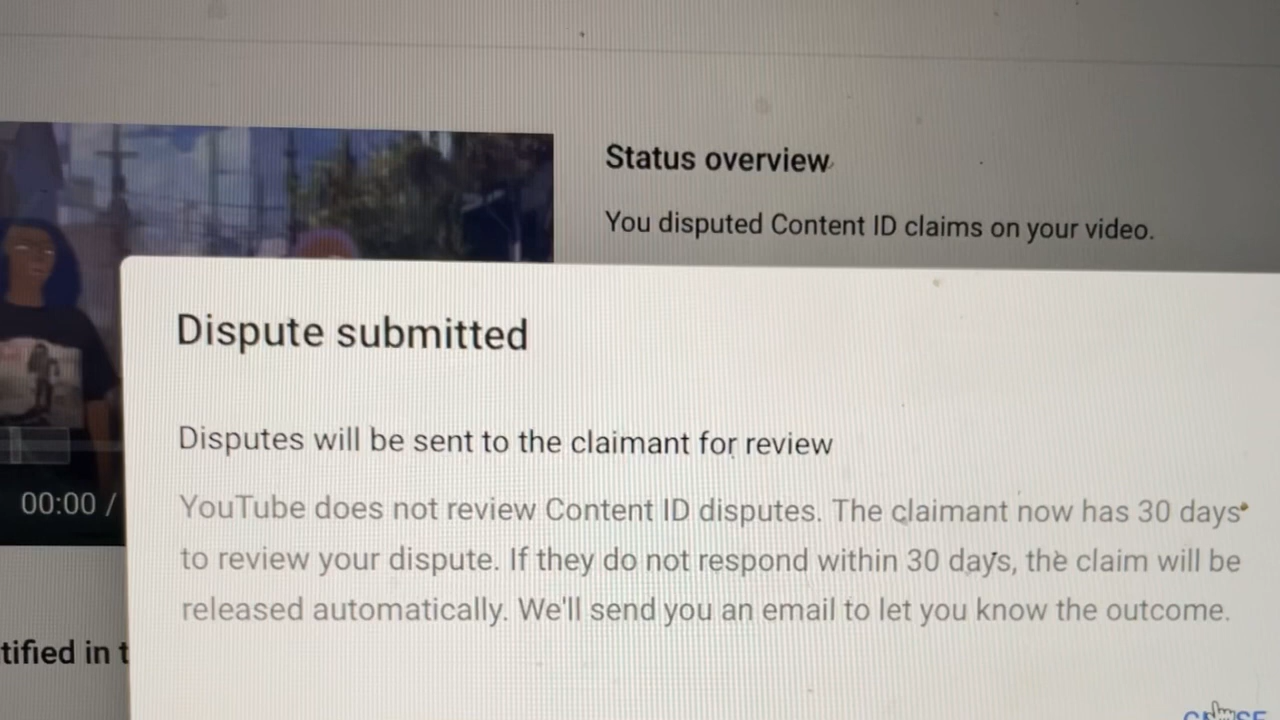 Status overview
You disputed Content ID claims on your video.
Dispute submitted
Disputes will be sent to the claimant for review
YouTube does not review Content ID disputes. The claimant now has 30 days
to review your dispute. If they do not respond within 30 days, the claim will be
released automatically. We'll send you an email to let you know the outcome.
00:00 /
tified in t